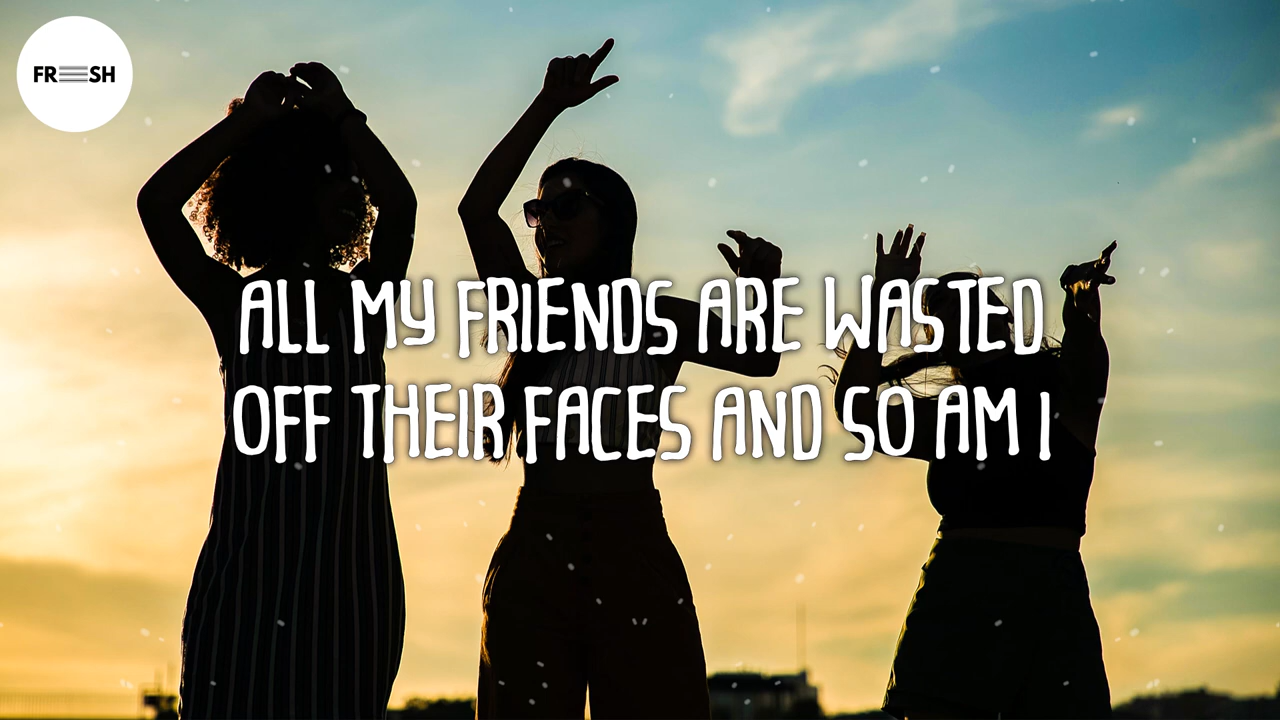 FRESH
ALL MY FRIENDS ARE WASTED
OFF THEIR FACES AND SO AM I